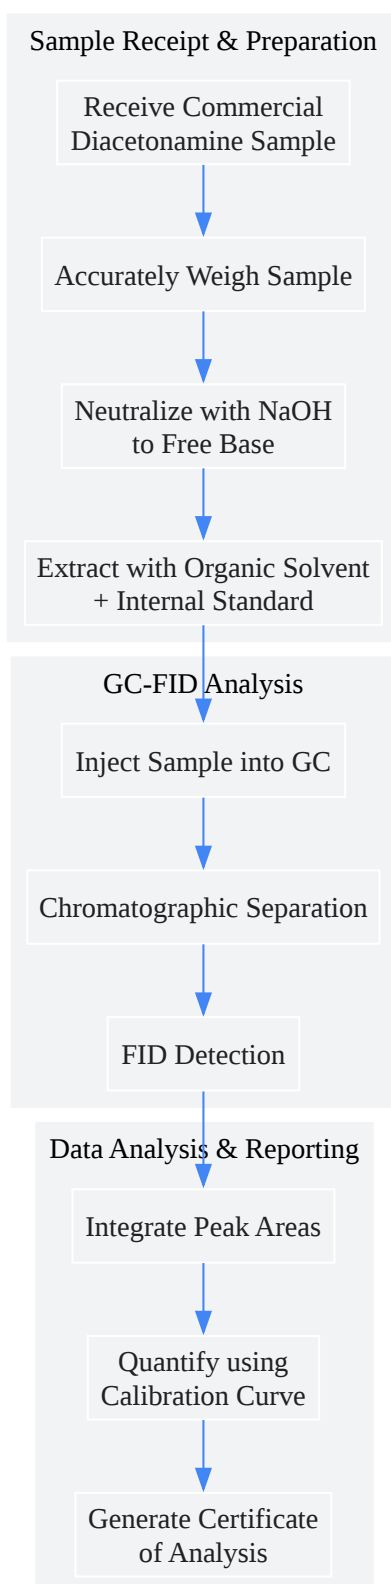 Sample Receipt & Preparation
Receive Commercial
Diacetonamine Sample
Accurately Weigh Sample
Neutralize with NaOH
to Free Base
Extract with Organic Solvent
+ Internal Standard
GC-FID Analysis
Inject Sample into GC
Chromatographic Separation
FID Detection
Data Analysis & Reporting
Integrate Peak Areas
Quantify using
Calibration Curve
Generate Certificate
of Analysis